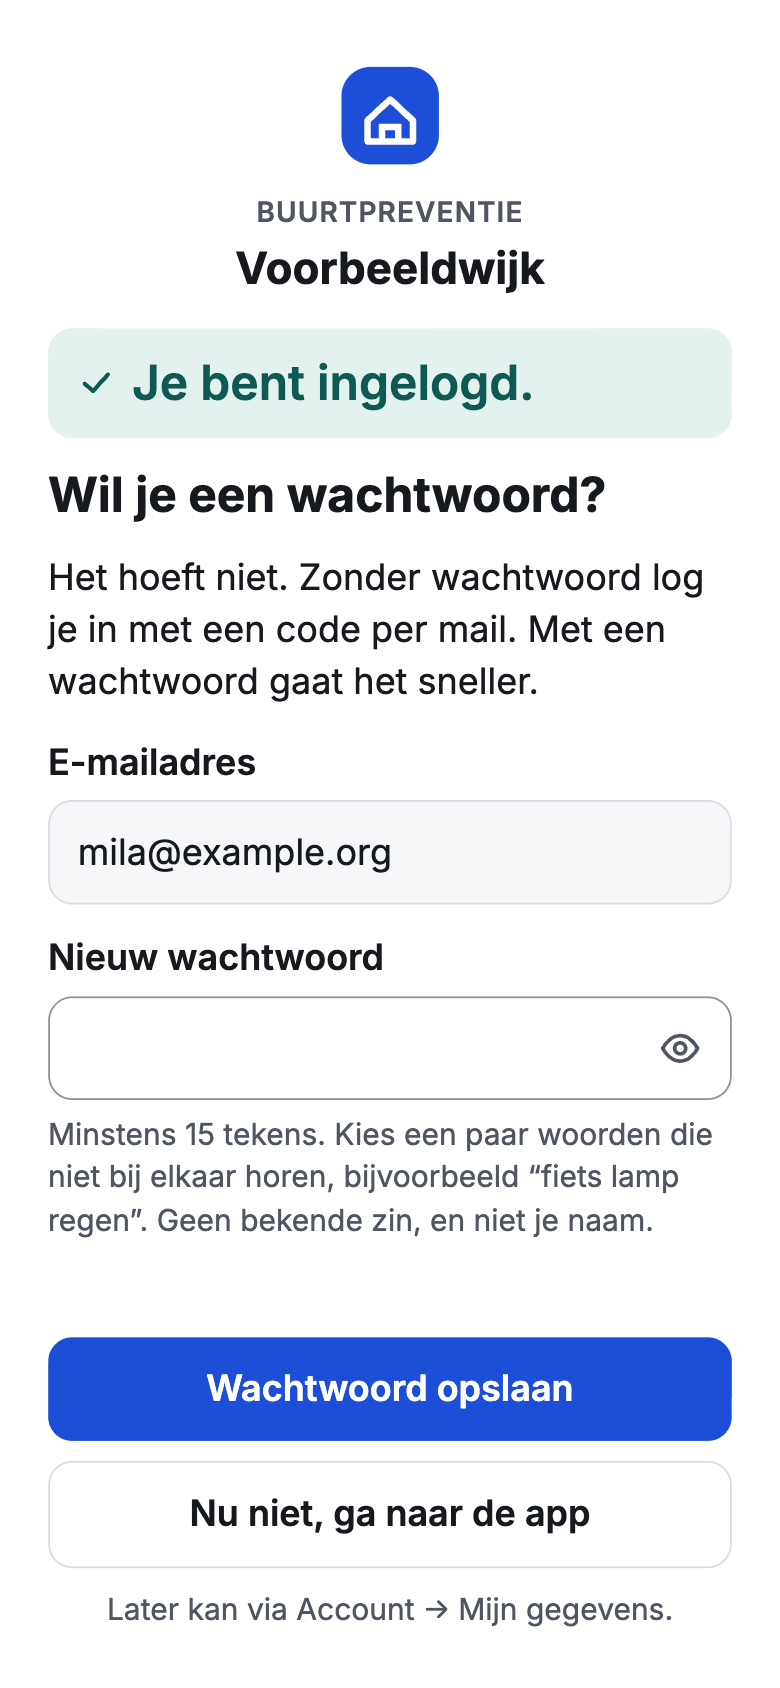 BUURTPREVENTIE
Voorbeeldwijk
Je bent ingelogd.
Wil je een wachtwoord?
Het hoeft niet. Zonder wachtwoord log
je in met een code per mail. Met een
wachtwoord gaat het sneller.
E-mailadres
mila@example.org
Nieuw wachtwoord
Minstens 15 tekens. Kies een paar woorden die
niet bij elkaar horen, bijvoorbeeld “fiets lamp
regen”. Geen bekende zin, en niet je naam.
Wachtwoord opslaan
Nu niet, ga naar de app
Later kan via Account → Mijn gegevens.